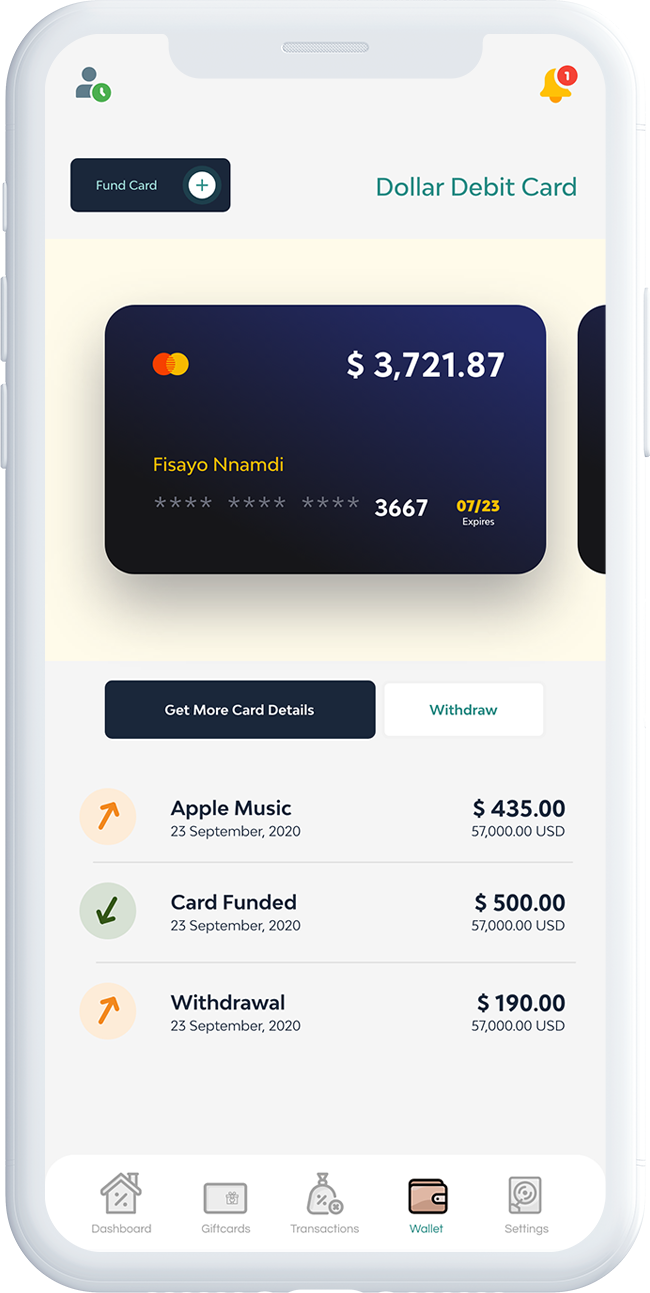 1
Fund Card
Dollar Debit Card
$ 3,721.87
Fisayo Nnamdi
**** **** **** 3667
07/23
Expires
Get More Card Details
Withdraw
Apple Music
$ 435.00
23 September, 2020
57,000.00 USD
Card Funded
$ 500.00
23 September, 2020
57,000.00 USD
Withdrawal
$ 190.00
23 September, 2020
57,000.00 USD
Dashboard
Giftcards
Transactions
Wallet
Settings